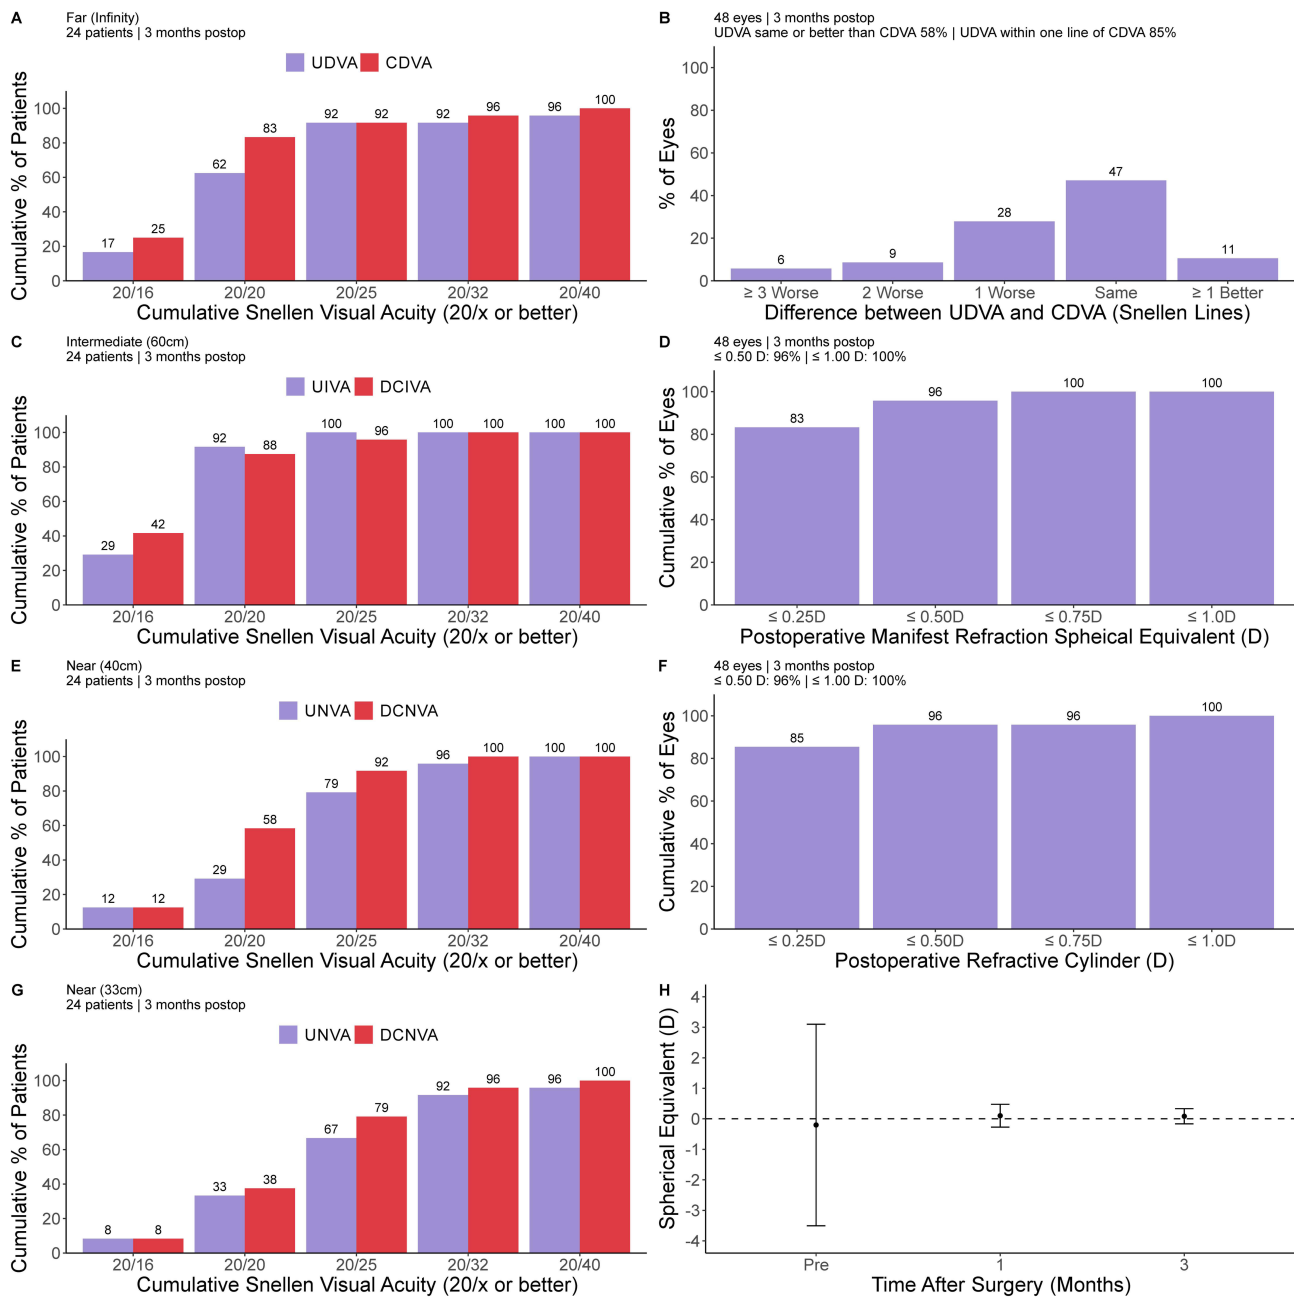 A
Far (Infinity)
24 patients | 3 months postop
UDVA CDVA
Cumulative % of Patients
100
80
60
40
20
0
17 25 62 83 92 92 92 96 96 100
20/16 20/20 20/25 20/32 20/40
Cumulative Snellen Visual Acuity (20/x or better)
B
48 eyes | 3 months postop
UDVA same or better than CDVA 58% | UDVA within one line of CDVA 85%
% of Eyes
100
80
60
40
20
0
6 9 28 47 11
≥ 3 Worse 2 Worse 1 Worse Same ≥ 1 Better
Difference between UDVA and CDVA (Snellen Lines)
C
Intermediate (60cm)
24 patients | 3 months postop
UIVA DCIVA
Cumulative % of Patients
100
80
60
40
20
0
29 42 92 88 100 96 100 100 100 100
20/16 20/20 20/25 20/32 20/40
Cumulative Snellen Visual Acuity (20/x or better)
D
48 eyes | 3 months postop
≤ 0.50 D: 96% | ≤ 1.00 D: 100%
Cumulative % of Eyes
100
80
60
40
20
0
83 96 100 100
≤ 0.25D ≤ 0.50D ≤ 0.75D ≤ 1.0D
Postoperative Manifest Refraction Spheical Equivalent (D)
E
Near (40cm)
24 patients | 3 months postop
UNVA DCNVA
Cumulative % of Patients
100
80
60
40
20
0
12 12 29 58 79 92 96 100 100 100
20/16 20/20 20/25 20/32 20/40
Cumulative Snellen Visual Acuity (20/x or better)
F
48 eyes | 3 months postop
≤ 0.50 D: 96% | ≤ 1.00 D: 100%
Cumulative % of Eyes
100
80
60
40
20
0
85 96 96 100
≤ 0.25D ≤ 0.50D ≤ 0.75D ≤ 1.0D
Postoperative Refractive Cylinder (D)
G
Near (33cm)
24 patients | 3 months postop
UNVA DCNVA
Cumulative % of Patients
100
80
60
40
20
0
8 8 33 38 67 79 92 96 96 100
20/16 20/20 20/25 20/32 20/40
Cumulative Snellen Visual Acuity (20/x or better)
H
Spherical Equivalent (D)
4
3
2
1
0
-1
-2
-3
-4
Pre 1 3
Time After Surgery (Months)